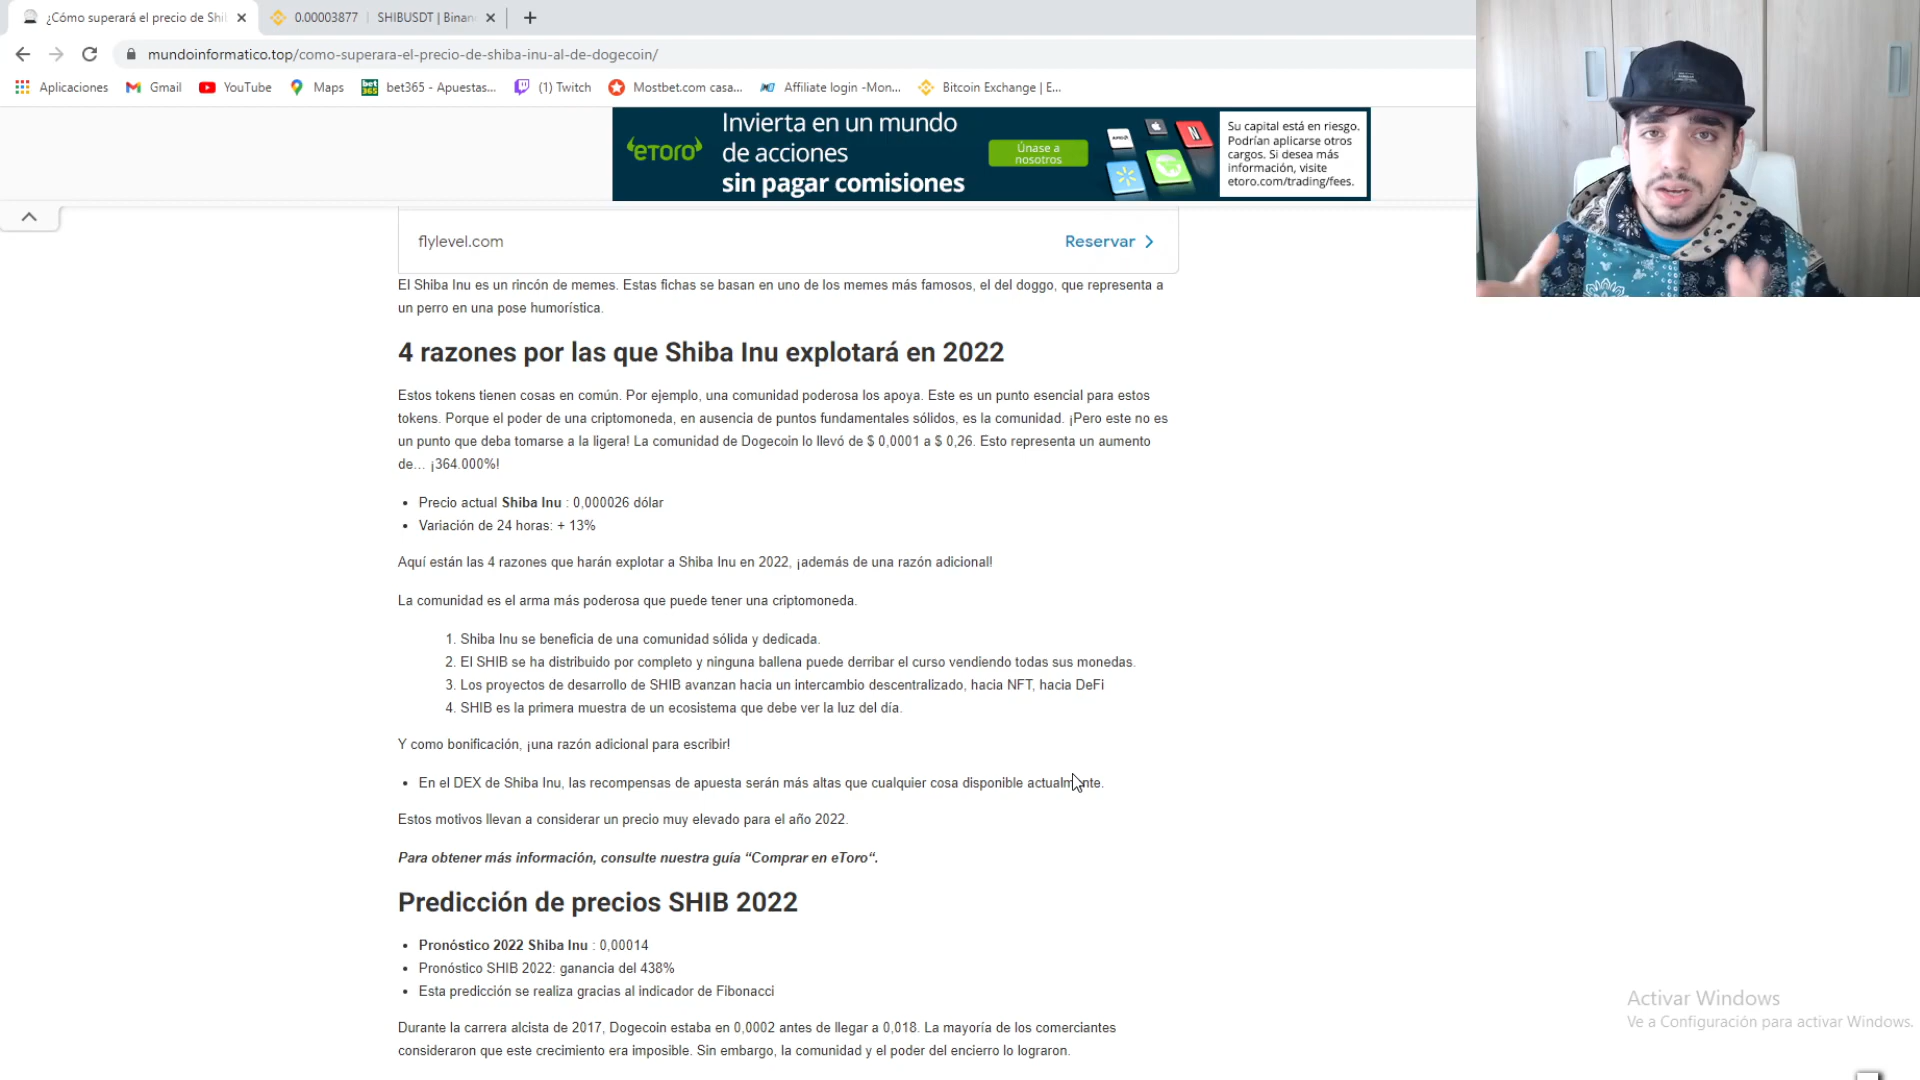 ¿Cómo superará el precio de Shi
0.00003877 | SHIBUSDT | Binan
mundoinformatico.top/como-superara-el-precio-de-shiba-inu-al-de-dogecoin/
Aplicaciones
Gmail
YouTube
Maps
bet365
bet365 - Apuestas...
(1) Twitch
Mostbet.com casa...
Affiliate login -Mon...
Bitcoin Exchange | E...
eToro
Invierta en un mundo
de acciones
sin pagar comisiones
Únase a
nosotros
Su capital está en riesgo.
Podrían aplicarse otros
cargos. Si desea más
información, visite
etoro.com/trading/fees.
flylevel.com
Reservar
El Shiba Inu es un rincón de memes. Estas fichas se basan en uno de los memes más famosos, el del doggo, que representa a
un perro en una pose humorística.
4 razones por las que Shiba Inu explotará en 2022
Estos tokens tienen cosas en común. Por ejemplo, una comunidad poderosa los apoya. Este es un punto esencial para estos
tokens. Porque el poder de una criptomoneda, en ausencia de puntos fundamentales sólidos, es la comunidad. ¡Pero este no es
un punto que deba tomarse a la ligera! La comunidad de Dogecoin lo llevó de $ 0,0001 a $ 0,26. Esto representa un aumento
de... ¡364.000%!
• Precio actual Shiba Inu : 0,000026 dólar
• Variación de 24 horas: + 13%
Aquí están las 4 razones que harán explotar a Shiba Inu en 2022, ¡además de una razón adicional!
La comunidad es el arma más poderosa que puede tener una criptomoneda.
1. Shiba Inu se beneficia de una comunidad sólida y dedicada.
2. El SHIB se ha distribuido por completo y ninguna ballena puede derribar el curso vendiendo todas sus monedas.
3. Los proyectos de desarrollo de SHIB avanzan hacia un intercambio descentralizado, hacia NFT, hacia DeFi
4. SHIB es la primera muestra de un ecosistema que debe ver la luz del día.
Y como bonificación, ¡una razón adicional para escribir!
• En el DEX de Shiba Inu, las recompensas de apuesta serán más altas que cualquier cosa disponible actualmente.
Estos motivos llevan a considerar un precio muy elevado para el año 2022.
Para obtener más información, consulte nuestra guía “Comprar en eToro“.
Predicción de precios SHIB 2022
• Pronóstico 2022 Shiba Inu : 0,00014
• Pronóstico SHIB 2022: ganancia del 438%
• Esta predicción se realiza gracias al indicador de Fibonacci
Durante la carrera alcista de 2017, Dogecoin estaba en 0,0002 antes de llegar a 0,018. La mayoría de los comerciantes
consideraron que este crecimiento era imposible. Sin embargo, la comunidad y el poder del encierro lo lograron.
Activar Windows
Ve a Configuración para activar Windows.